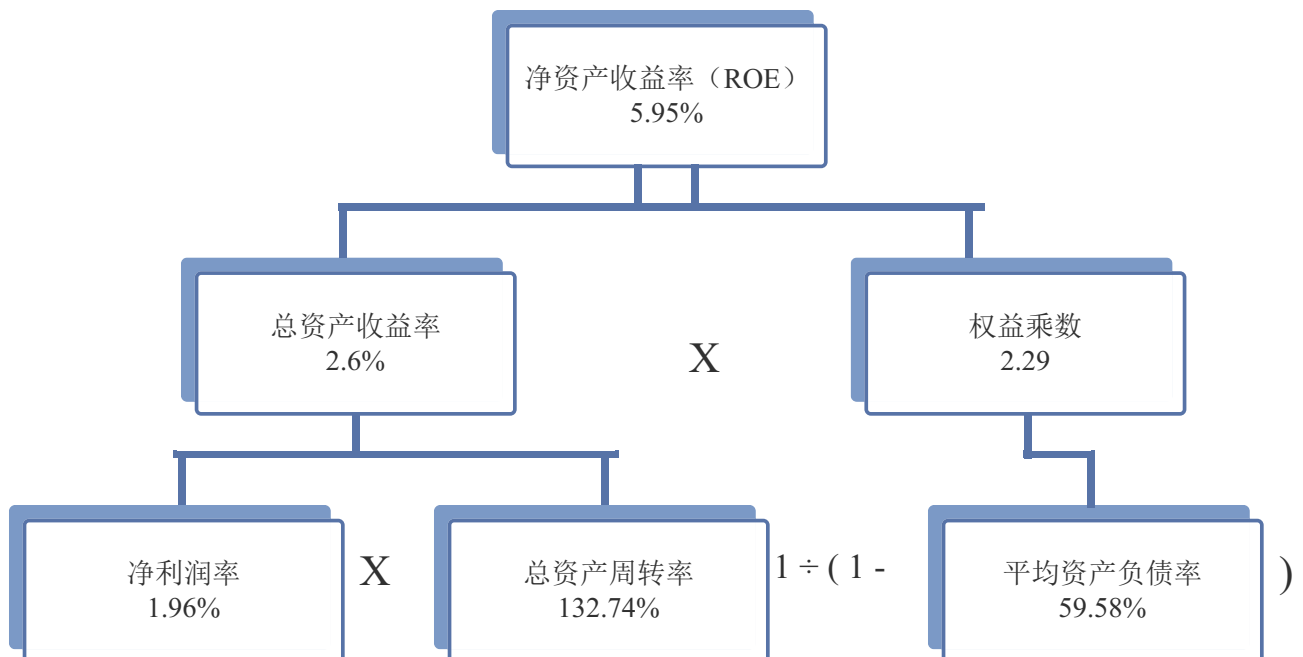 净资产收益率（ROE）
5.95%
总资产收益率
2.6%
X
权益乘数
2.29
净利润率
1.96%
X
总资产周转率
132.74%
1 ÷ ( 1 -
平均资产负债率
59.58%
)